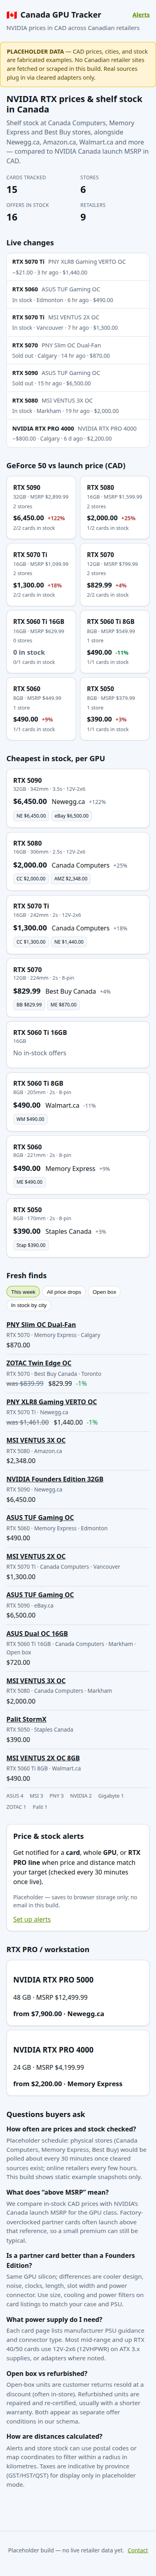 🇨🇦 Canada GPU Tracker
Alerts
NVIDIA prices in CAD across Canadian retailers
PLACEHOLDER DATA — CAD prices, cities, and stock
are fabricated examples. No Canadian retailer sites
are fetched or scraped in this build. Real sources
plug in via cleared adapters only.
NVIDIA RTX prices & shelf stock
in Canada
Shelf stock at Canada Computers, Memory
Express and Best Buy stores, alongside
Newegg.ca, Amazon.ca, Walmart.ca and more
— compared to NVIDIA Canada launch MSRP in
CAD.
CARDS TRACKED
15
STORES
6
OFFERS IN STOCK
16
RETAILERS
9
Live changes
RTX 5070 Ti PNY XLR8 Gaming VERTO OC
−$21.00 · 3 hr ago · $1,440.00
RTX 5060 ASUS TUF Gaming OC
In stock · Edmonton · 6 hr ago · $490.00
RTX 5070 Ti MSI VENTUS 2X OC
In stock · Vancouver · 7 hr ago · $1,300.00
RTX 5070 PNY Slim OC Dual-Fan
Sold out · Calgary · 14 hr ago · $870.00
RTX 5090 ASUS TUF Gaming OC
Sold out · 15 hr ago · $6,500.00
RTX 5080 MSI VENTUS 3X OC
In stock · Markham · 19 hr ago · $2,000.00
NVIDIA RTX PRO 4000 NVIDIA RTX PRO 4000
−$800.00 · Calgary · 6 d ago · $2,200.00
GeForce 50 vs launch price (CAD)
RTX 5090
32GB · MSRP $2,899.99
2 stores
$6,450.00 +122%
2/2 cards in stock
RTX 5080
16GB · MSRP $1,599.99
2 stores
$2,000.00 +25%
2/2 cards in stock
RTX 5070 Ti
16GB · MSRP $1,099.99
2 stores
$1,300.00 +18%
2/2 cards in stock
RTX 5070
12GB · MSRP $799.99
2 stores
$829.99 +4%
2/2 cards in stock
RTX 5060 Ti 16GB
16GB · MSRP $629.99
0 stores
0 in stock
0/1 cards in stock
RTX 5060 Ti 8GB
8GB · MSRP $549.99
1 store
$490.00 -11%
1/1 cards in stock
RTX 5060
8GB · MSRP $449.99
1 store
$490.00 +9%
1/1 cards in stock
RTX 5050
8GB · MSRP $379.99
1 store
$390.00 +3%
1/1 cards in stock
Cheapest in stock, per GPU
RTX 5090
32GB · 342mm · 3.5s · 12V-2x6
$6,450.00 Newegg.ca +122%
NE $6,450.00 eBay $6,500.00
RTX 5080
16GB · 306mm · 2.5s · 12V-2x6
$2,000.00 Canada Computers +25%
CC $2,000.00 AMZ $2,348.00
RTX 5070 Ti
16GB · 242mm · 2s · 12V-2x6
$1,300.00 Canada Computers +18%
CC $1,300.00 NE $1,440.00
RTX 5070
12GB · 224mm · 2s · 8-pin
$829.99 Best Buy Canada +4%
BB $829.99 ME $870.00
RTX 5060 Ti 16GB
16GB
No in-stock offers
RTX 5060 Ti 8GB
8GB · 205mm · 2s · 8-pin
$490.00 Walmart.ca -11%
WM $490.00
RTX 5060
8GB · 221mm · 2s · 8-pin
$490.00 Memory Express +9%
ME $490.00
RTX 5050
8GB · 170mm · 2s · 8-pin
$390.00 Staples Canada +3%
Stap $390.00
Fresh finds
This week All price drops Open box
In stock by city
PNY Slim OC Dual-Fan
RTX 5070 · Memory Express · Calgary
$870.00
ZOTAC Twin Edge OC
RTX 5070 · Best Buy Canada · Toronto
was $839.99 $829.99 -1%
PNY XLR8 Gaming VERTO OC
RTX 5070 Ti · Newegg.ca
was $1,461.00 $1,440.00 -1%
MSI VENTUS 3X OC
RTX 5080 · Amazon.ca
$2,348.00
NVIDIA Founders Edition 32GB
RTX 5090 · Newegg.ca
$6,450.00
ASUS TUF Gaming OC
RTX 5060 · Memory Express · Edmonton
$490.00
MSI VENTUS 2X OC
RTX 5070 Ti · Canada Computers · Vancouver
$1,300.00
ASUS TUF Gaming OC
RTX 5090 · eBay.ca
$6,500.00
ASUS Dual OC 16GB
RTX 5060 Ti 16GB · Canada Computers · Markham ·
Open box
$720.00
MSI VENTUS 3X OC
RTX 5080 · Canada Computers · Markham
$2,000.00
Palit StormX
RTX 5050 · Staples Canada
$390.00
MSI VENTUS 2X OC 8GB
RTX 5060 Ti 8GB · Walmart.ca
$490.00
ASUS 4 MSI 3 PNY 3 NVIDIA 2 Gigabyte 1
ZOTAC 1 Palit 1
Price & stock alerts
Get notified for a card, whole GPU, or RTX
PRO line when price and distance match
your target (checked every 30 minutes
once live).
Placeholder — saves to browser storage only; no
email in this build.
Set up alerts
RTX PRO / workstation
NVIDIA RTX PRO 5000
48 GB · MSRP $12,499.99
from $7,900.00 · Newegg.ca
NVIDIA RTX PRO 4000
24 GB · MSRP $4,199.99
from $2,200.00 · Memory Express
Questions buyers ask
How often are prices and stock checked?
Placeholder schedule: physical stores (Canada
Computers, Memory Express, Best Buy) would be
polled about every 30 minutes once cleared
sources exist; online retailers every few hours.
This build shows static example snapshots only.
What does “above MSRP” mean?
We compare in-stock CAD prices with NVIDIA’s
Canada launch MSRP for the GPU class. Factory-
overclocked partner cards often launch above
that reference, so a small premium can still be
typical.
Is a partner card better than a Founders
Edition?
Same GPU silicon; differences are cooler design,
noise, clocks, length, slot width and power
connector. Use size, cooling and power filters on
card listings to match your case and PSU.
What power supply do I need?
Each card page lists manufacturer PSU guidance
and connector type. Most mid-range and up RTX
40/50 cards use 12V-2x6 (12VHPWR) on ATX 3.x
supplies, or adapters where noted.
Open box vs refurbished?
Open-box units are customer returns resold at a
discount (often in-store). Refurbished units are
repaired and re-certified, usually with a shorter
warranty. Both appear as separate offer
conditions in our schema.
How are distances calculated?
Alerts and store stock can use postal codes or
map coordinates to filter within a radius in
kilometres. Taxes are indicative by province
(GST/HST/QST) for display only in placeholder
mode.
Placeholder build — no live retailer data yet. Contact